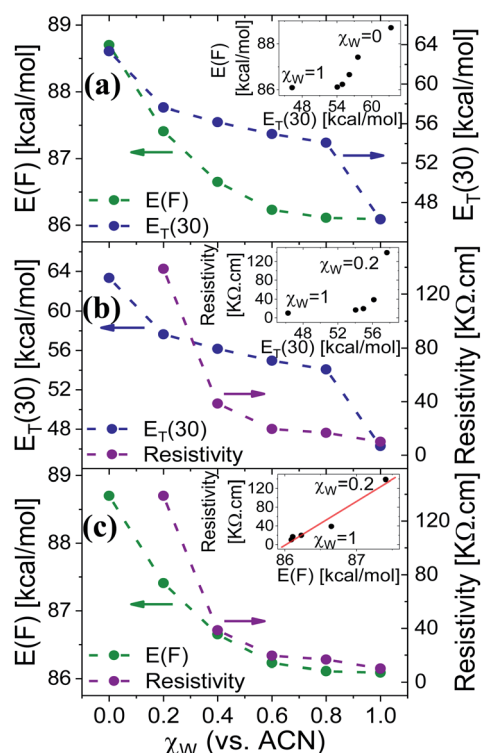 89
88
87
86
E(F) [kcal/mol]
(a)
E(F)
E_T(30)
64
60
56
52
48
E_T(30) [kcal/mol]
E(F)
[kcal/mol]
88
86
χ_W=0
χ_W=1
48 54 60
E_T(30) [kcal/mol]
64
60
56
52
48
E_T(30) [kcal/mol]
(b)
E_T(30)
Resistivity
120
80
40
0
Resistivity [KΩ.cm]
Resistivity
[KΩ.cm]
120
80
40
0
χ_W=0.2
χ_W=1
48 54 60
E_T(30) [kcal/mol]
89
88
87
86
E(F) [kcal/mol]
(c)
E(F)
Resistivity
120
80
40
0
Resistivity [KΩ.cm]
Resistivity
[KΩ.cm]
120
80
40
0
χ_W=0.2
χ_W=1
86 87
E(F) [kcal/mol]
0.0 0.2 0.4 0.6 0.8 1.0
χ_W (vs. ACN)